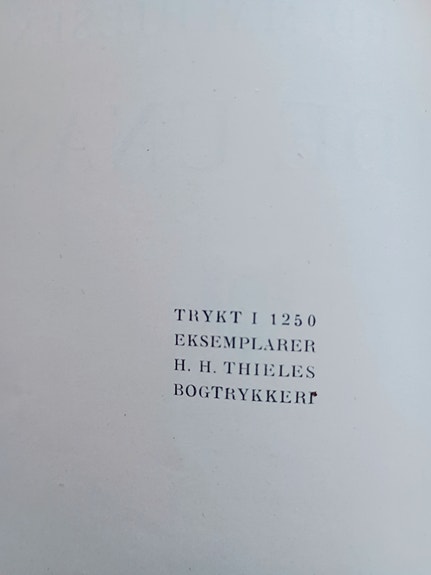 TRYKT I 1250
EKSEMPLARER
H. H. THIELES
BOGTRYKKERI